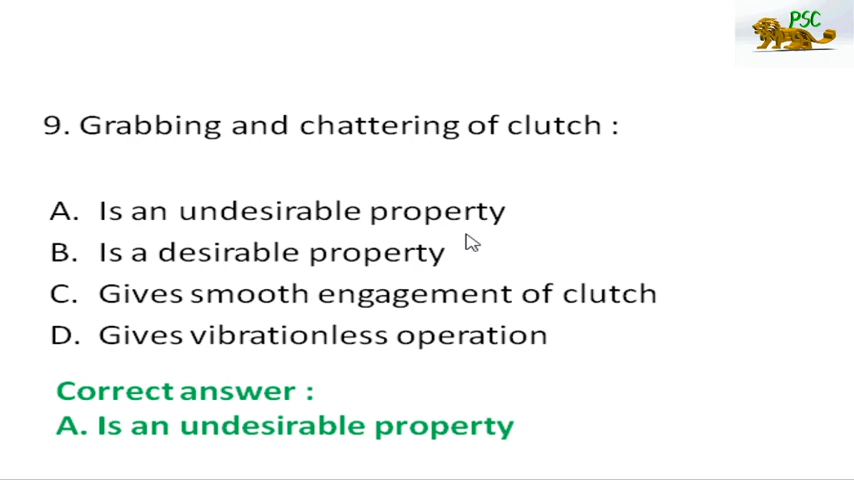 PSC
9. Grabbing and chattering of clutch :
A. Is an undesirable property
B. Is a desirable property
C. Gives smooth engagement of clutch
D. Gives vibrationless operation
Correct answer :
A. Is an undesirable property